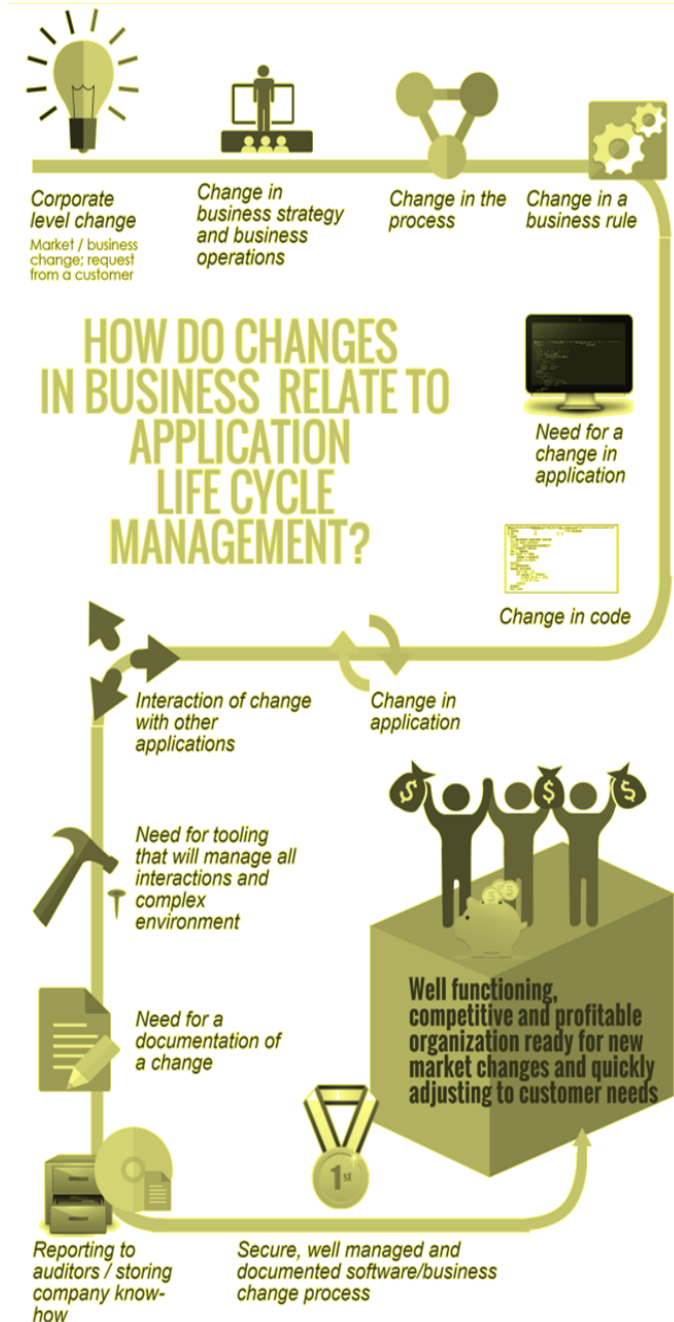 Corporate
level change
Market / business
change; request
from a customer
Change in
business strategy
and business
operations
Change in the
process
Change in a
business rule
HOW DO CHANGES
IN BUSINESS RELATE TO
APPLICATION
LIFE CYCLE
MANAGEMENT?
Need for a
change in
application
Change in code
Change in
application
Interaction of change
with other
applications
Need for tooling
that will manage all
interactions and
complex
environment
Need for a
documentation of
a change
Reporting to
auditors / storing
company know-
how
1st
Secure, well managed and
documented software/business
change process
$ $ $
$ $
Well functioning,
competitive and profitable
organization ready for new
market changes and quickly
adjusting to customer needs